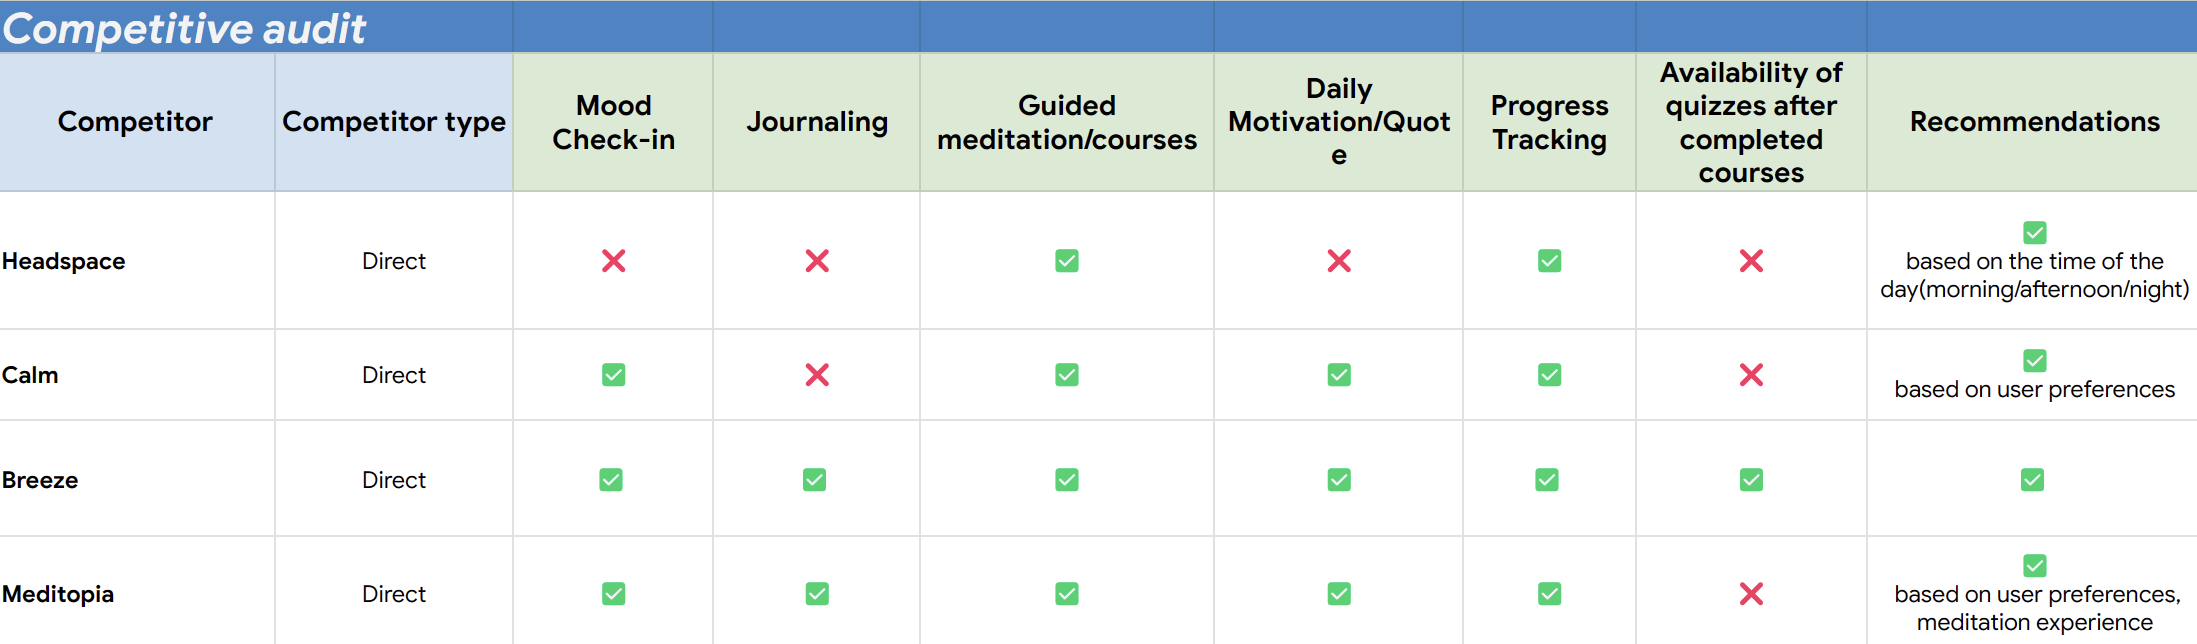 Competitive audit
Competitor
Competitor type
Mood
Check-in
Journaling
Guided
meditation/courses
Daily
Motivation/Quot
e
Progress
Tracking
Availability of
quizzes after
completed
courses
Recommendations
Headspace
Direct
based on the time of the
day(morning/afternoon/night)
Calm
Direct
based on user preferences
Breeze
Direct
Meditopia
Direct
based on user preferences,
meditation experience